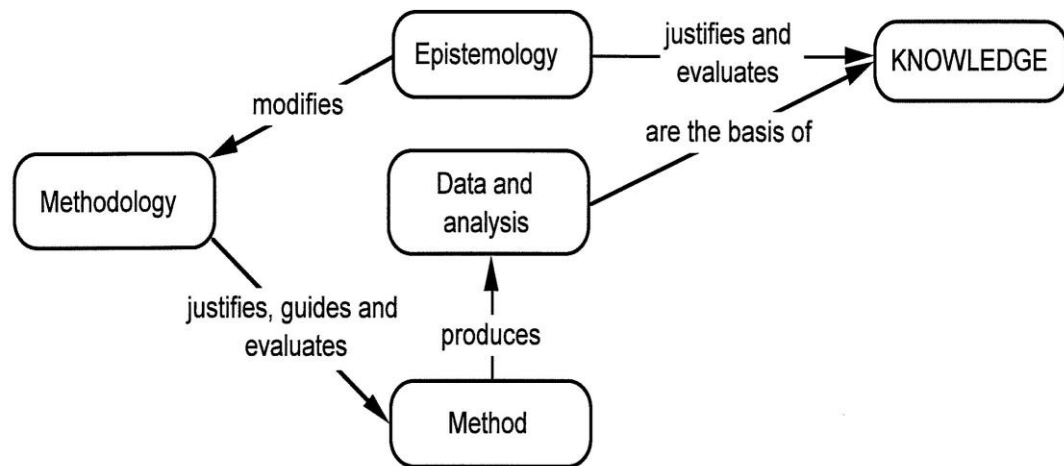 Epistemology
justifies and
evaluates
KNOWLEDGE
modifies
are the basis of
Methodology
Data and
analysis
justifies, guides and
evaluates
produces
Method